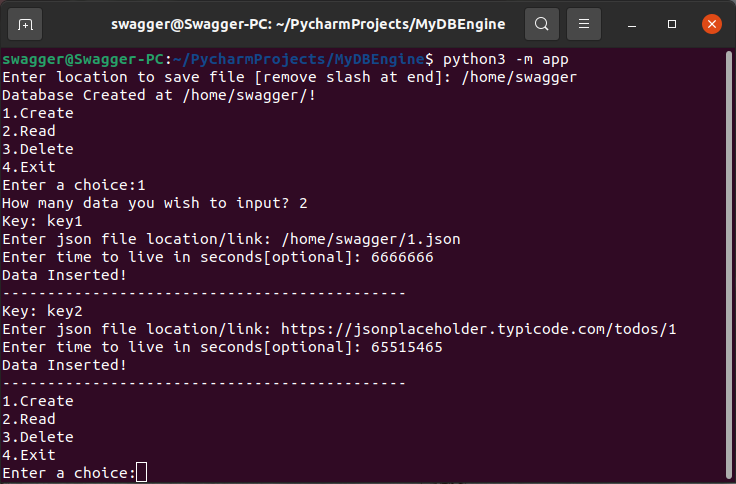 swagger@Swagger-PC: ~/PycharmProjects/MyDBEngine
swagger@Swagger-PC:~/PycharmProjects/MyDBEngine$ python3 -m app
Enter location to save file [remove slash at end]: /home/swagger
Database Created at /home/swagger/!
1.Create
2.Read
3.Delete
4.Exit
Enter a choice:1
How many data you wish to input? 2
Key: key1
Enter json file location/link: /home/swagger/1.json
Enter time to live in seconds[optional]: 6666666
Data Inserted!
---------------------------------------------
Key: key2
Enter json file location/link: https://jsonplaceholder.typicode.com/todos/1
Enter time to live in seconds[optional]: 65515465
Data Inserted!
---------------------------------------------
1.Create
2.Read
3.Delete
4.Exit
Enter a choice: